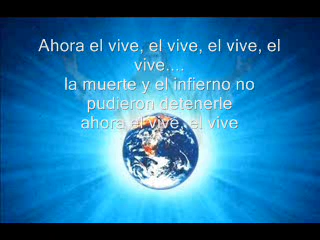 Ahora el vive, el vive, el vive, el
vive....
la muerte y el infierno no
pudieron detenerle
ahora el vive, el vive